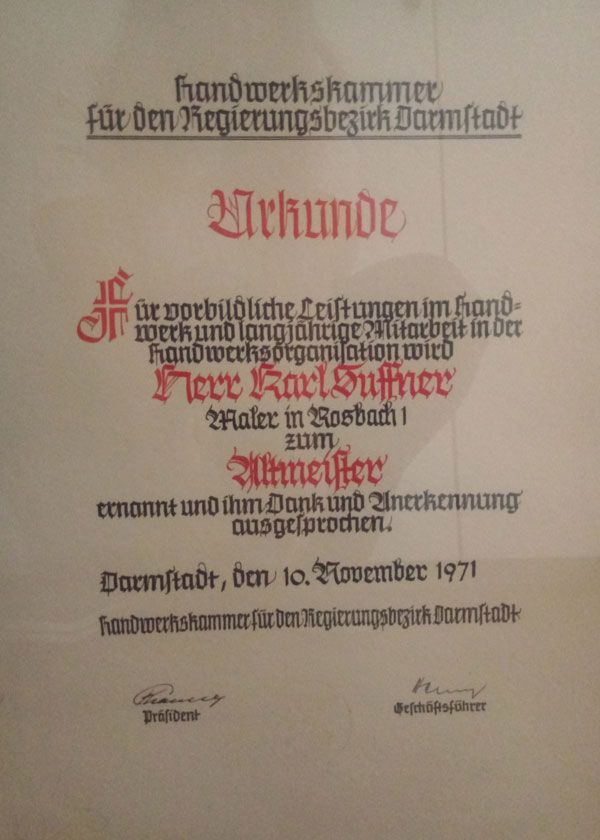 Handwerkskammer
für den Regierungsbezirk Darmstadt
Urkunde
Für vorbildliche Leistungen im Hand=
werk und langjährige Mitarbeit in der
Handwerksorganisation wird
Herr Karl Suffner
Maler in Rosbach 1
zum
Altmeister
ernannt und ihm Dank und Anerkennung
ausgesprochen.
Darmstadt, den 10. November 1971
Handwerkskammer für den Regierungsbezirk Darmstadt
Präsident
Geschäftsführer